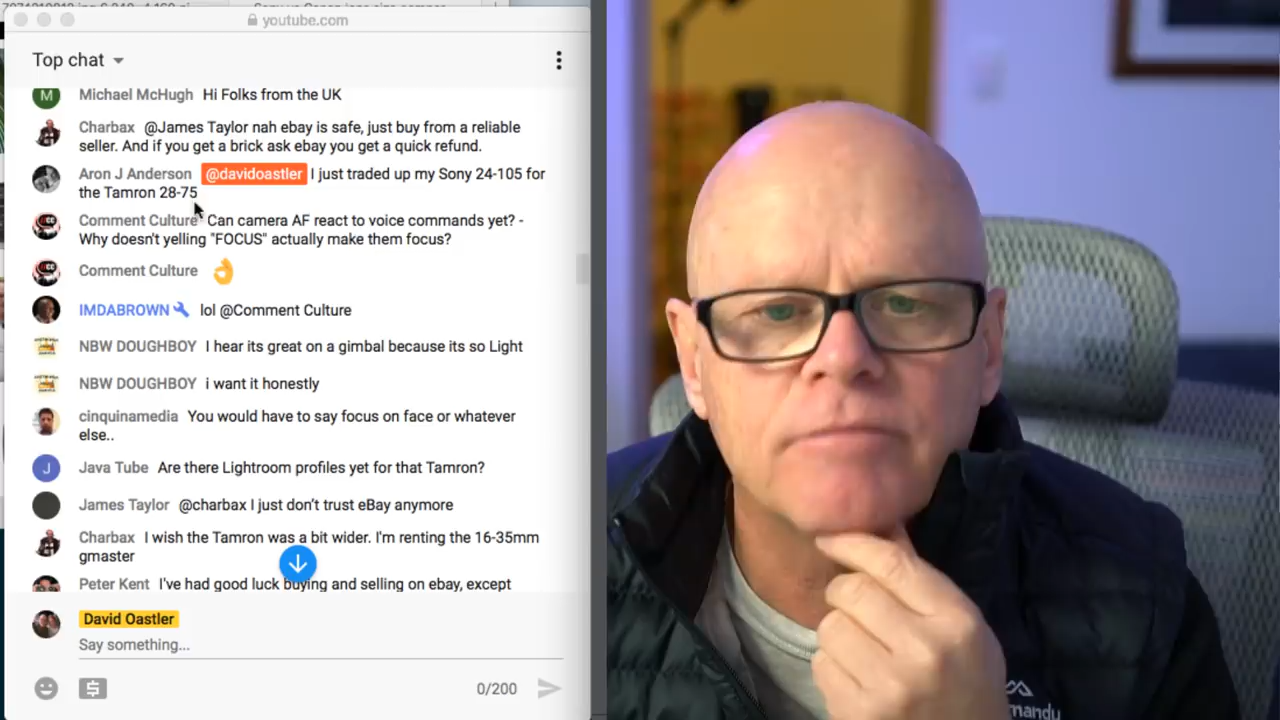 youtube.com
Top chat
Michael McHugh Hi Folks from the UK
Charbax @James Taylor nah ebay is safe, just buy from a reliable
seller. And if you get a brick ask ebay you get a quick refund.
Aron J Anderson @davidoastler I just traded up my Sony 24-105 for
the Tamron 28-75
Comment Culture Can camera AF react to voice commands yet? -
Why doesn't yelling "FOCUS" actually make them focus?
Comment Culture 👌
IMDABROWN lol @Comment Culture
NBW DOUGHBOY I hear its great on a gimbal because its so Light
NBW DOUGHBOY i want it honestly
cinquinamedia You would have to say focus on face or whatever
else..
J Java Tube Are there Lightroom profiles yet for that Tamron?
James Taylor @charbax I just don't trust eBay anymore
Charbax I wish the Tamron was a bit wider. I'm renting the 16-35mm
gmaster
Peter Kent I've had good luck buying and selling on ebay, except
David Oastler
Say something...
0/200